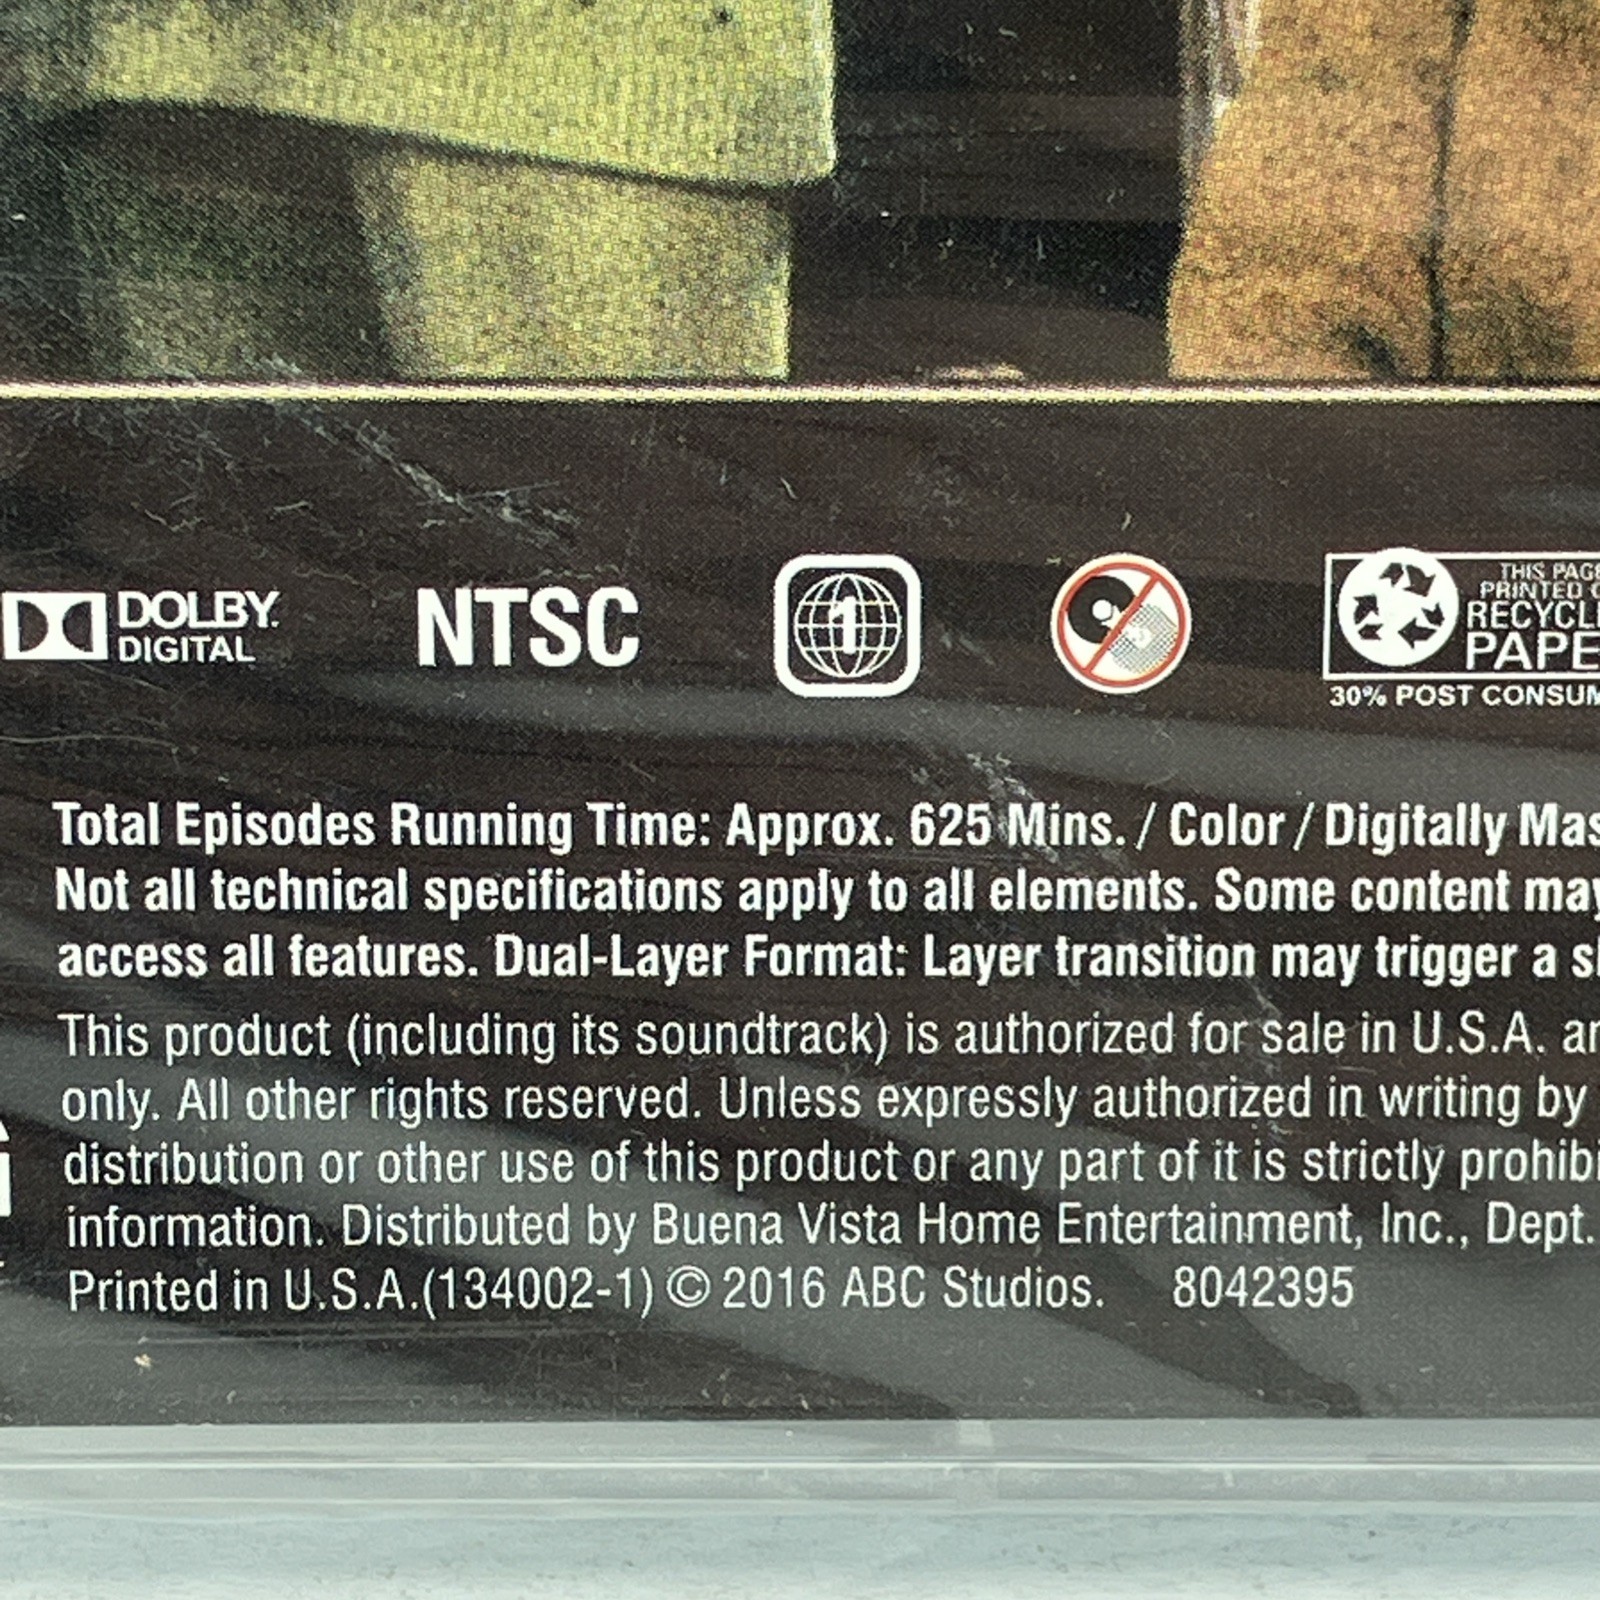 DOLBY.
DIGITAL
NTSC
1
THIS PAGE
PRINTED
RECYCL
PAPE
30% POST CONSUM
Total Episodes Running Time: Approx. 625 Mins. / Color / Digitally Mas
Not all technical specifications apply to all elements. Some content may
access all features. Dual-Layer Format: Layer transition may trigger a sl
This product (including its soundtrack) is authorized for sale in U.S.A. an
only. All other rights reserved. Unless expressly authorized in writing by
distribution or other use of this product or any part of it is strictly prohibi
information. Distributed by Buena Vista Home Entertainment, Inc., Dept.
Printed in U.S.A.(134002-1) © 2016 ABC Studios. 8042395